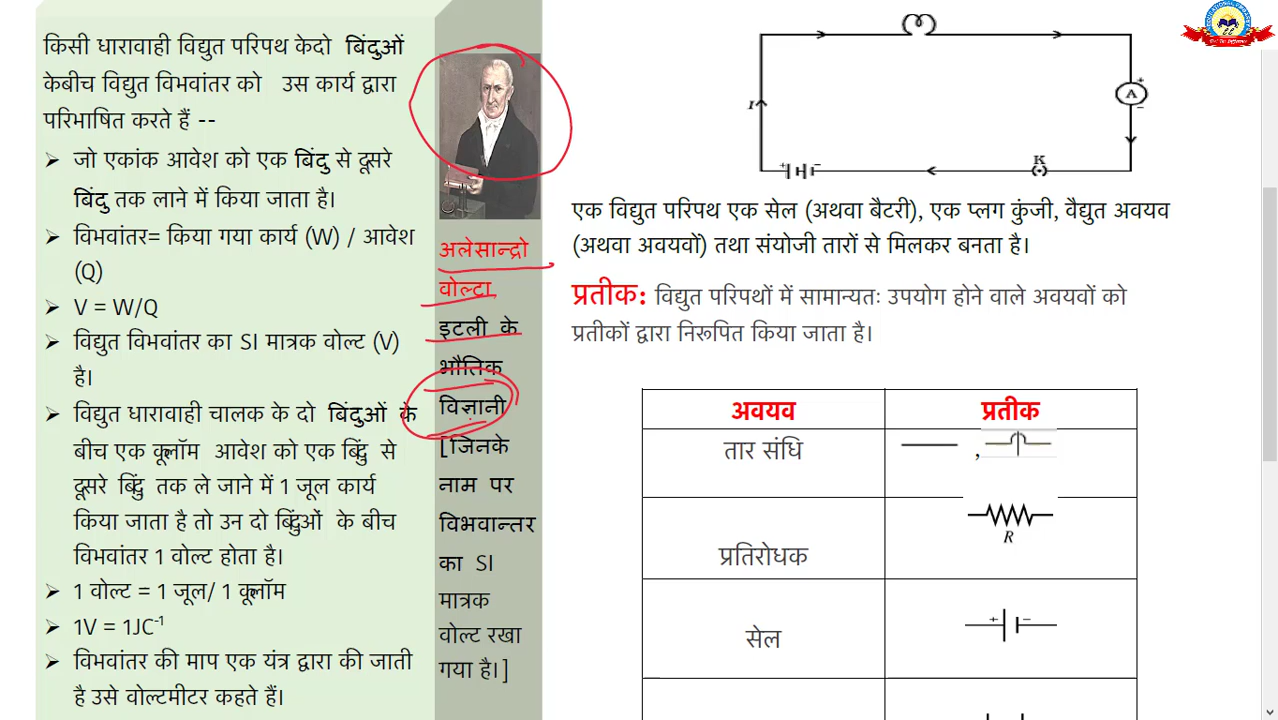 किसी धारावाही विद्युत परिपथ केदो बिंदुओं
केबीच विद्युत विभवांतर को उस कार्य द्वारा
परिभाषित करते हैं --
➢ जो एकांक आवेश को एक बिंदु से दूसरे
बिंदु तक लाने में किया जाता है।
➢ विभवांतर= किया गया कार्य (W) / आवेश
(Q)
➢ V = W/Q
➢ विद्युत विभवांतर का SI मात्रक वोल्ट (V)
है।
➢ विद्युत धारावाही चालक के दो बिंदुओं के
बीच एक कूलॉम आवेश को एक बिंदु से
दूसरे बिंदु तक ले जाने में 1 जूल कार्य
किया जाता है तो उन दो बिंदुओं के बीच
विभवांतर 1 वोल्ट होता है।
➢ 1 वोल्ट = 1 जूल/ 1 कूलॉम
➢ 1V = 1JC⁻¹
➢ विभवांतर की माप एक यंत्र द्वारा की जाती
है उसे वोल्टमीटर कहते हैं।
अलेसान्द्रो
वोल्टा,
इटली के
भौतिक
विज्ञानी
[जिनके
नाम पर
विभवान्तर
का SI
मात्रक
वोल्ट रखा
गया है।]
I
+
A
−
+ −
K
एक विद्युत परिपथ एक सेल (अथवा बैटरी), एक प्लग कुंजी, वैद्युत अवयव
(अथवा अवयवों) तथा संयोजी तारों से मिलकर बनता है।
प्रतीक: विद्युत परिपथों में सामान्यतः उपयोग होने वाले अवयवों को
प्रतीकों द्वारा निरूपित किया जाता है।
अवयव प्रतीक
तार संधि ,
प्रतिरोधक R
सेल + −